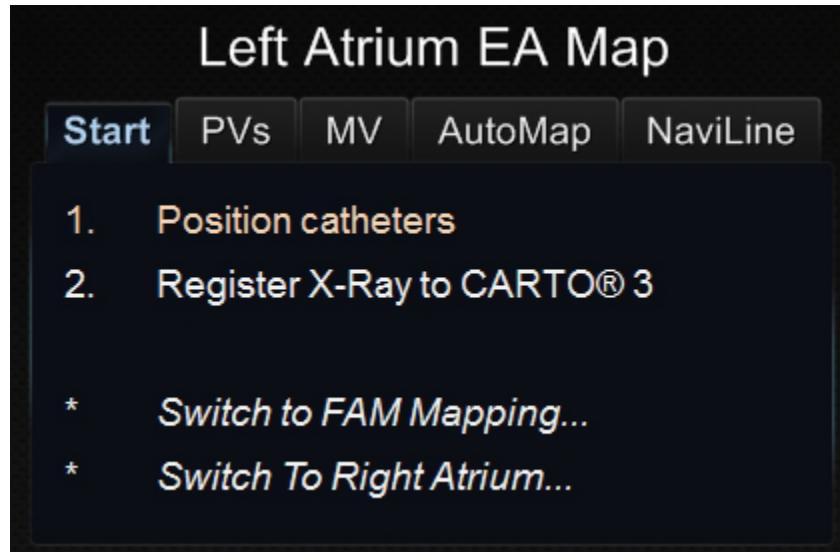 Left Atrium EA Map
Start PVs MV AutoMap NaviLine
1. Position catheters
2. Register X-Ray to CARTO® 3
* Switch to FAM Mapping...
* Switch To Right Atrium...